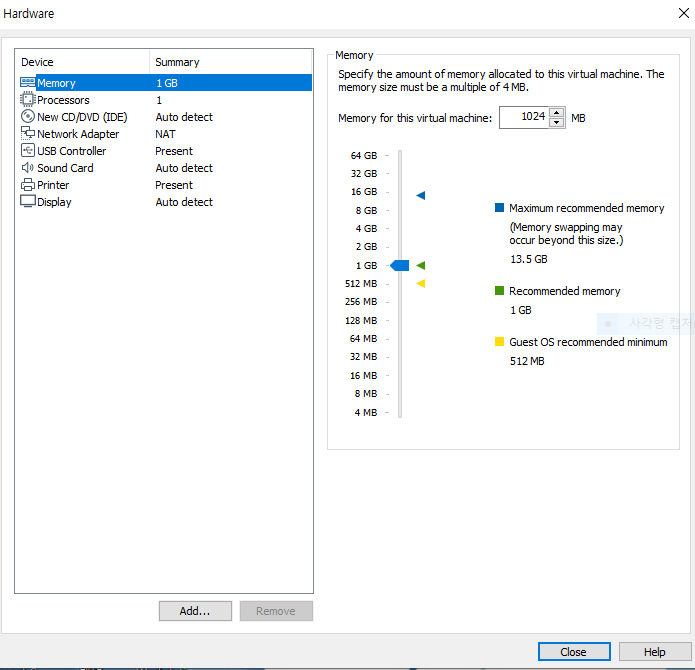 Hardware
Device Summary
Memory 1 GB
Processors 1
New CD/DVD (IDE) Auto detect
Network Adapter NAT
USB Controller Present
Sound Card Auto detect
Printer Present
Display Auto detect
Add...
Remove
Memory
Specify the amount of memory allocated to this virtual machine. The
memory size must be a multiple of 4 MB.
Memory for this virtual machine: 1024 MB
64 GB
32 GB
16 GB
8 GB
4 GB
2 GB
1 GB
512 MB
256 MB
128 MB
64 MB
32 MB
16 MB
8 MB
4 MB
Maximum recommended memory
(Memory swapping may
occur beyond this size.)
13.5 GB
Recommended memory
1 GB
사각형
Guest OS recommended minimum
512 MB
Close
Help